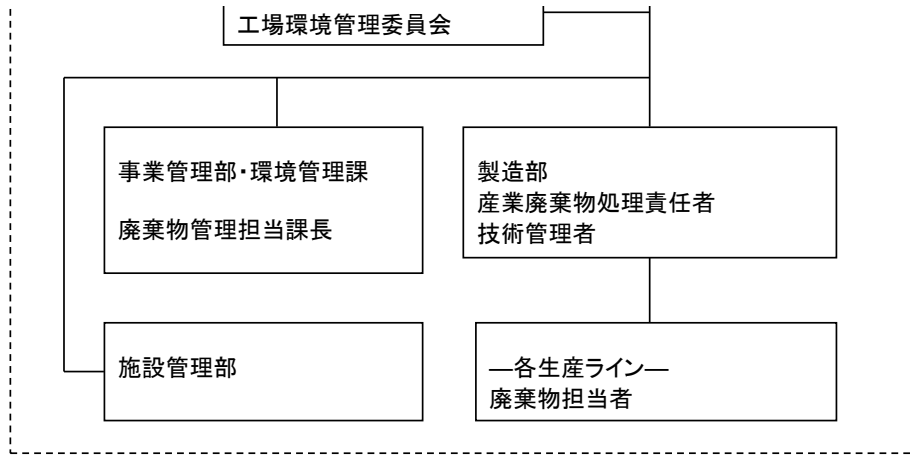 工場環境管理委員会
事業管理部・環境管理課
廃棄物管理担当課長
製造部
産業廃棄物処理責任者
技術管理者
施設管理部
―各生産ライン―
廃棄物担当者